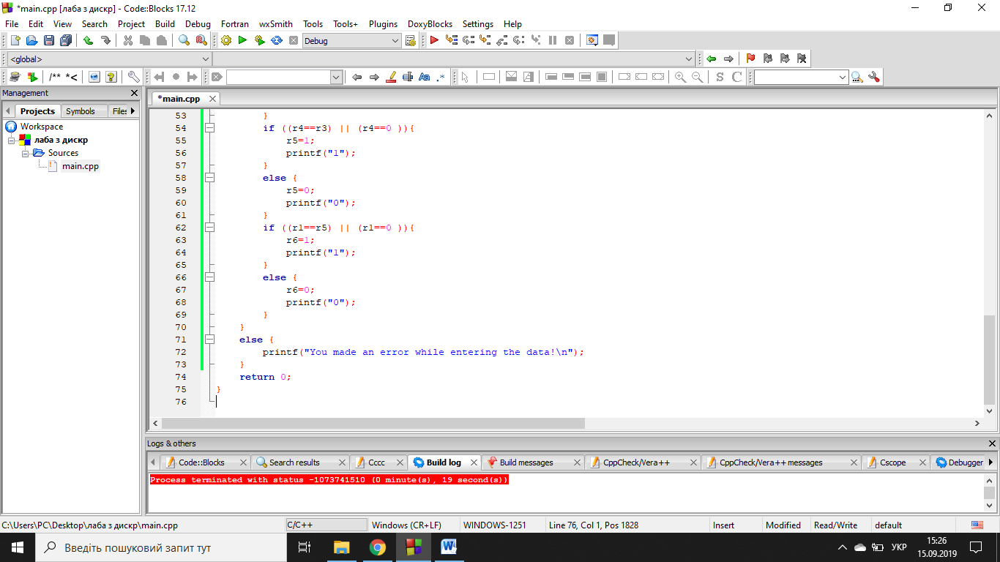 *main.cpp [лаба з дискр] - Code::Blocks 17.12
File Edit View Search Project Build Debug Fortran wxSmith Tools Tools+ Plugins DoxyBlocks Settings Help
Debug
<global>
/** *<
Aa .*
S C
Management
Projects Symbols Files
*main.cpp
Workspace
лаба з дискр
Sources
main.cpp
53 }
54 if ((r4==r3) || (r4==0 )){
55 r5=1;
56 printf("1");
57 }
58 else {
59 r5=0;
60 printf("0");
61 }
62 if ((r1==r5) || (r1==0 )){
63 r6=1;
64 printf("1");
65 }
66 else {
67 r6=0;
68 printf("0");
69 }
70 }
71 else {
72 printf("You made an error while entering the data!\n");
73 }
74 return 0;
75 }
76
Logs & others
Code::Blocks Search results Cccc Build log Build messages CppCheck/Vera++ CppCheck/Vera++ messages Cscope Debugger
Process terminated with status -1073741510 (0 minute(s), 19 second(s))
C:\Users\PC\Desktop\лаба з дискр\main.cpp C/C++ Windows (CR+LF) WINDOWS-1251 Line 76, Col 1, Pos 1828 Insert Modified Read/Write default
Введіть пошуковий запит тут
УКР
15:26
15.09.2019